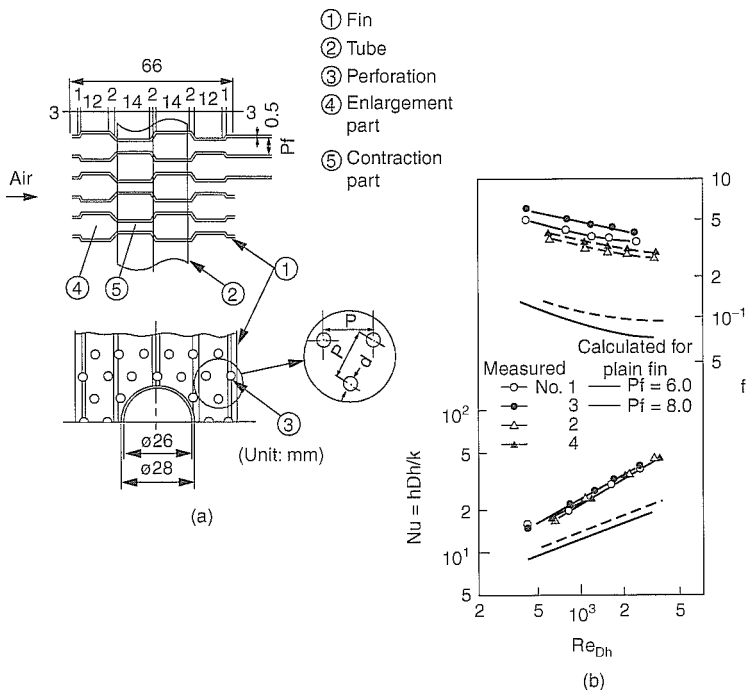 ① Fin
② Tube
③ Perforation
④ Enlargement
part
⑤ Contraction
part
66
3 1 12 2 14 2 14 2 12 1 3
0.5
Pf
Air
④
⑤
②
①
P
P
d
③
ø26
ø28
(Unit: mm)
(a)
10
5
2
10⁻¹
5
f
Measured
Calculated for
plain fin
No. 1
Pf = 6.0
3
Pf = 8.0
2
4
10²
5
2
10¹
5
Nu = hDh/k
2
5
10³
2
5
Re_Dh
(b)